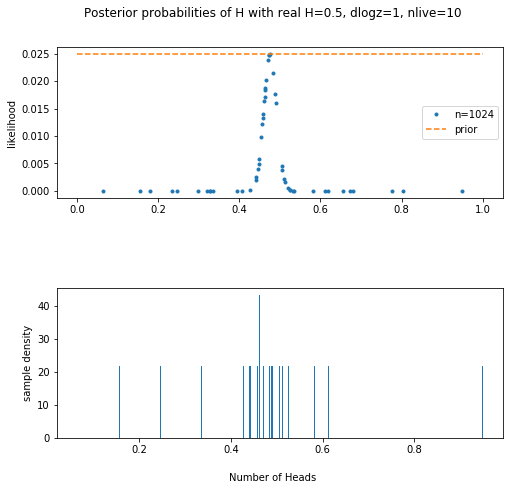 Posterior probabilities of H with real H=0.5, dlogz=1, nlive=10
0.025
0.020
0.015
0.010
0.005
0.000
likelihood
n=1024
prior
0.0 0.2 0.4 0.6 0.8 1.0
40
30
20
10
0
sample density
0.2 0.4 0.6 0.8
Number of Heads